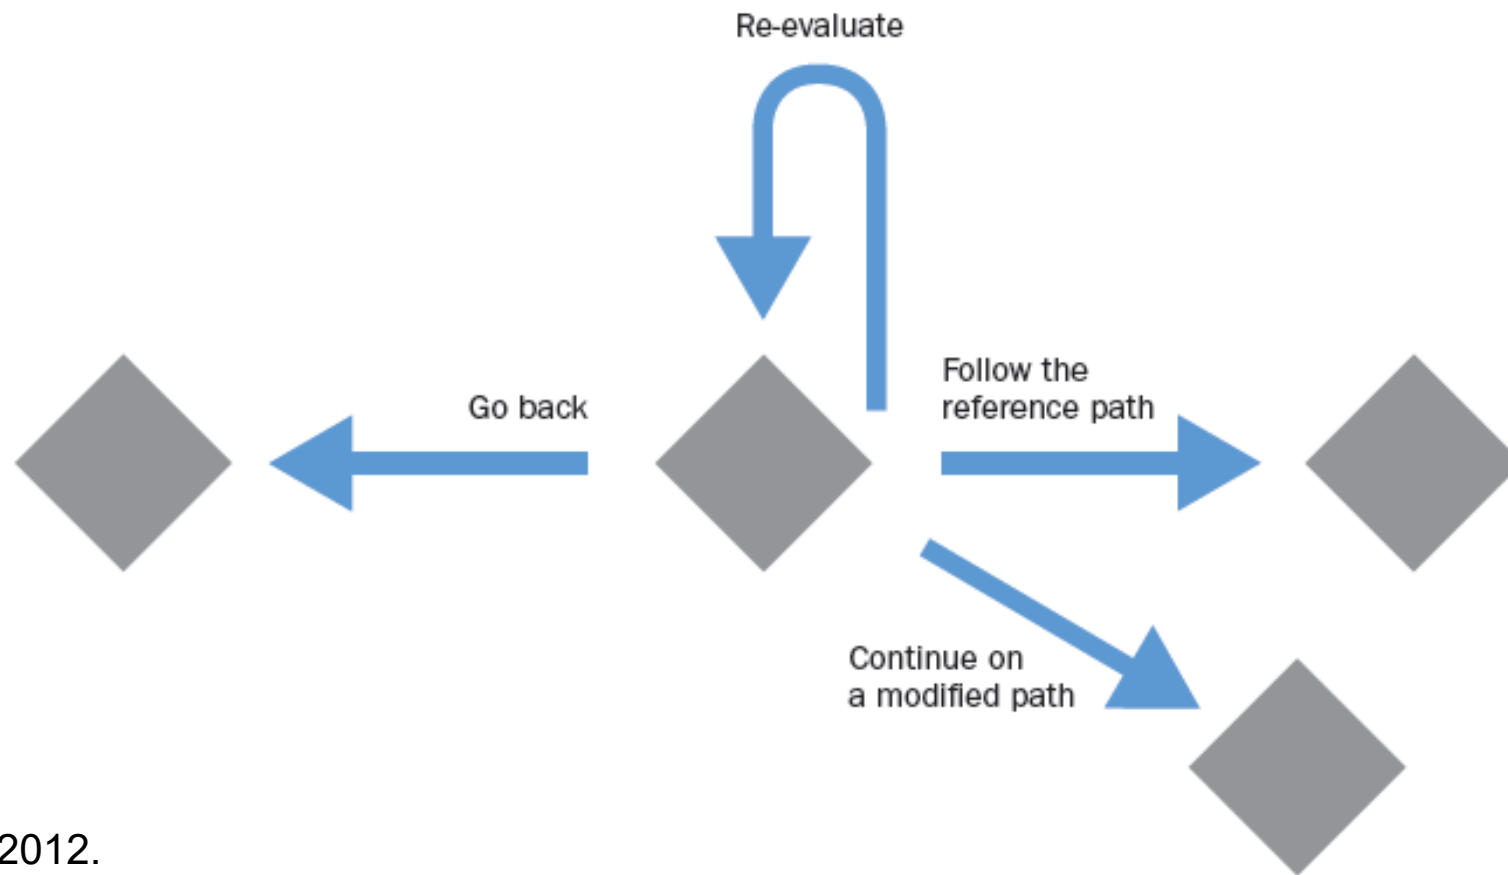 Re-evaluate
Go back
Follow the
reference path
Continue on
a modified path
2012.